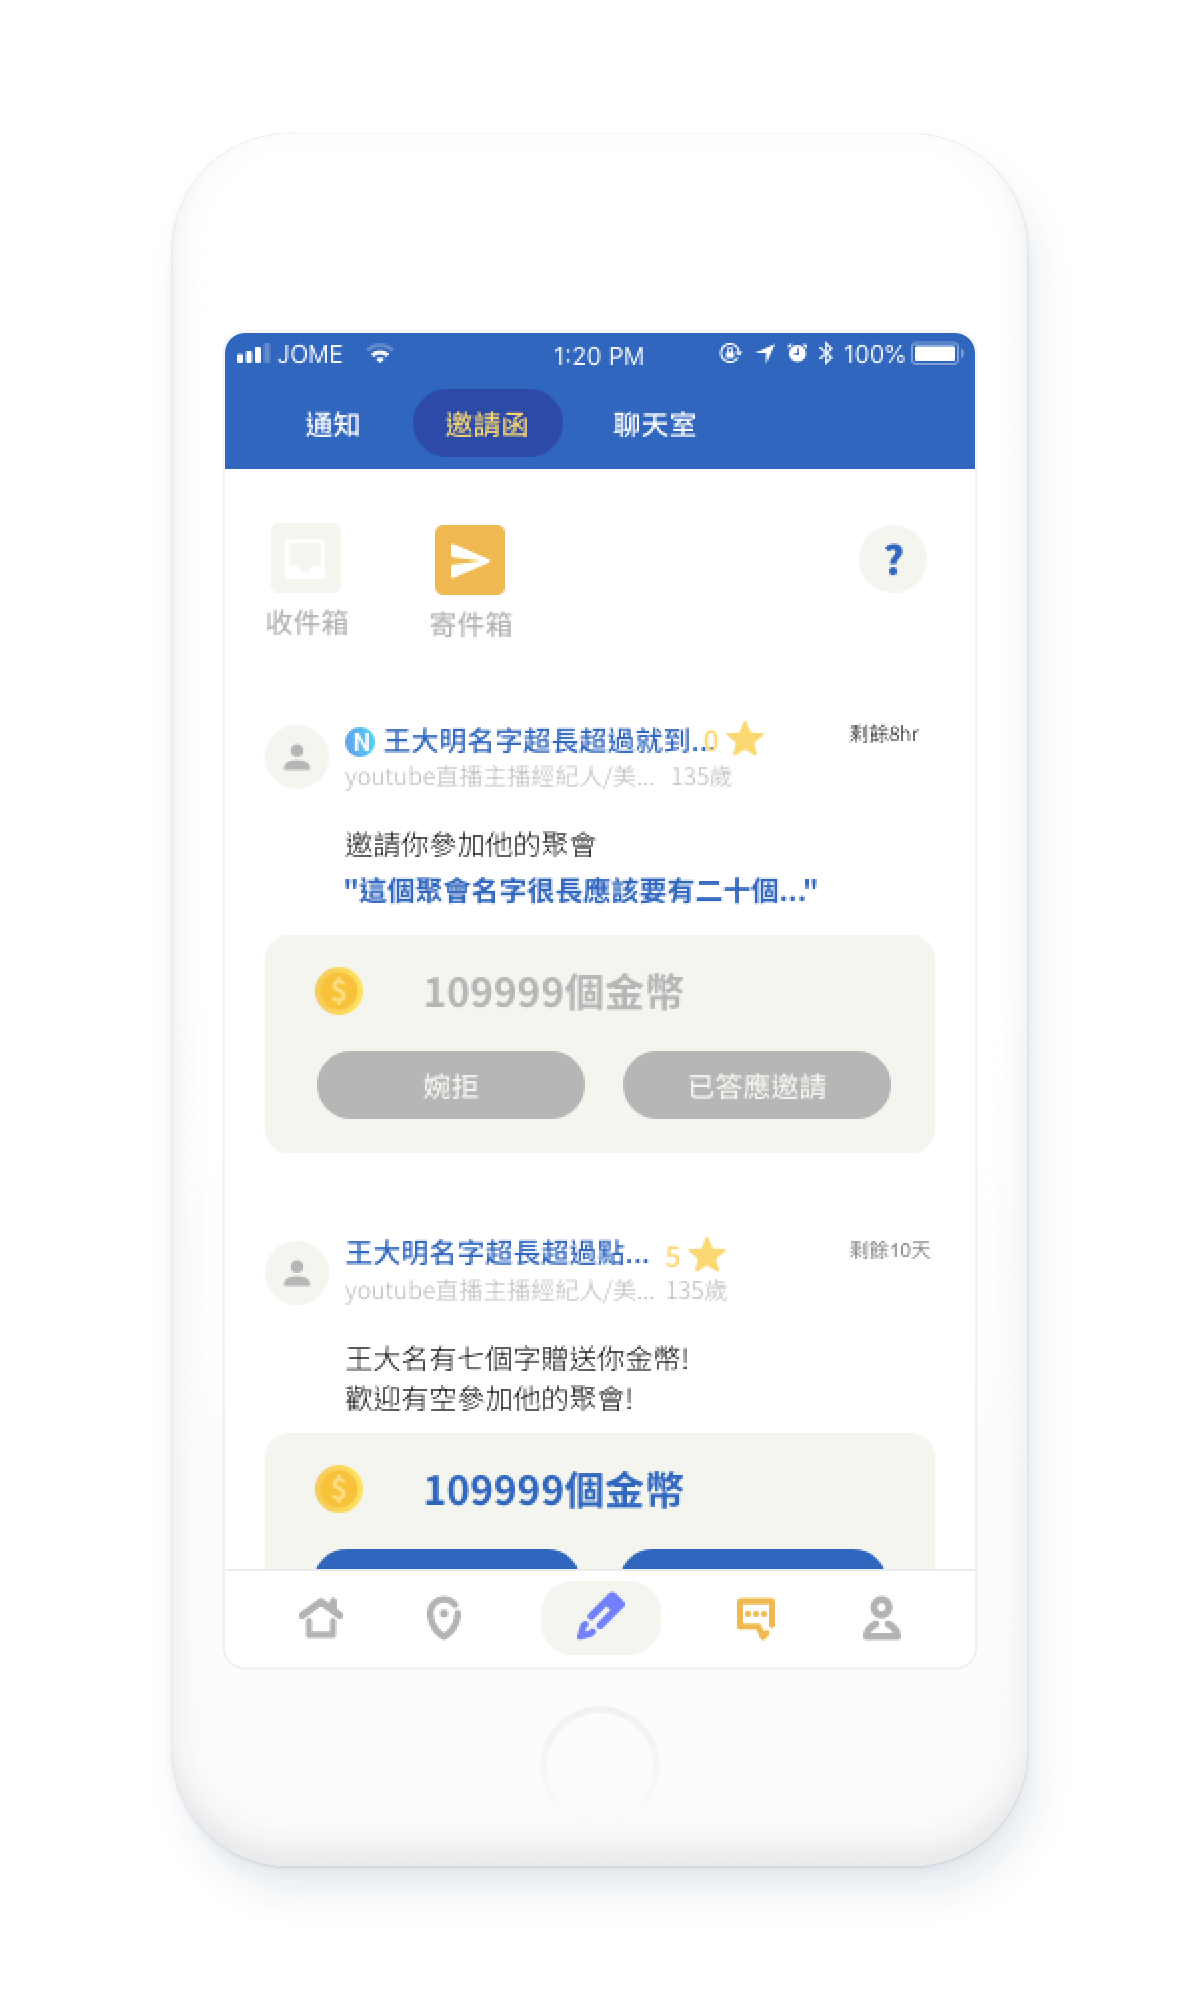 JOME 1:20 PM 100%
通知 邀請函 聊天室
?
收件箱 寄件箱
N 王大明名字超長超過就到... 0 剩餘8hr
youtube直播主播經紀人/美... 135歲
邀請你參加他的聚會
"這個聚會名字很長應該要有二十個..."
$ 109999個金幣
婉拒 已答應邀請
王大明名字超長超過點... 5 剩餘10天
youtube直播主播經紀人/美... 135歲
王大名有七個字贈送你金幣!
歡迎有空參加他的聚會!
$ 109999個金幣